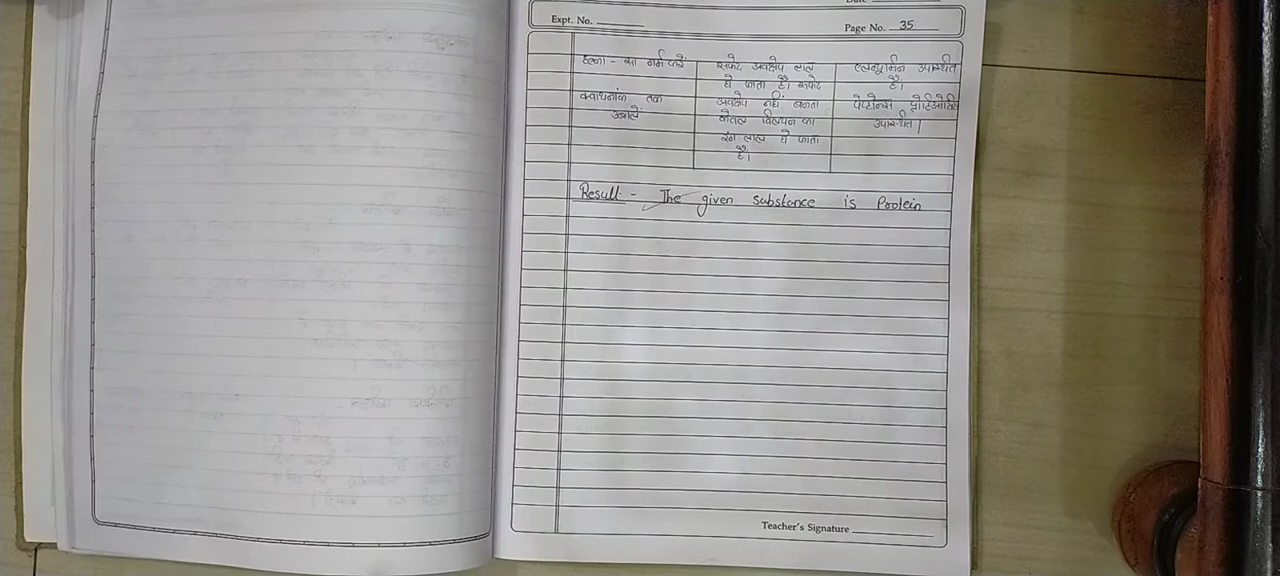 Expt. No.
Page No. 35
हल्का - सा गर्म करें सफेद अवक्षेप लाल एल्ब्यूमिन उपस्थित
हो जाता है। सफेद है।
क्वाथनांक तक अवक्षेप नहीं बनता पेप्टोन्स
उबालें केवल विलयन का उपस्थित।
रंग लाल हो जाता
है।
Result - The given substance is Protein
Teacher's Signature